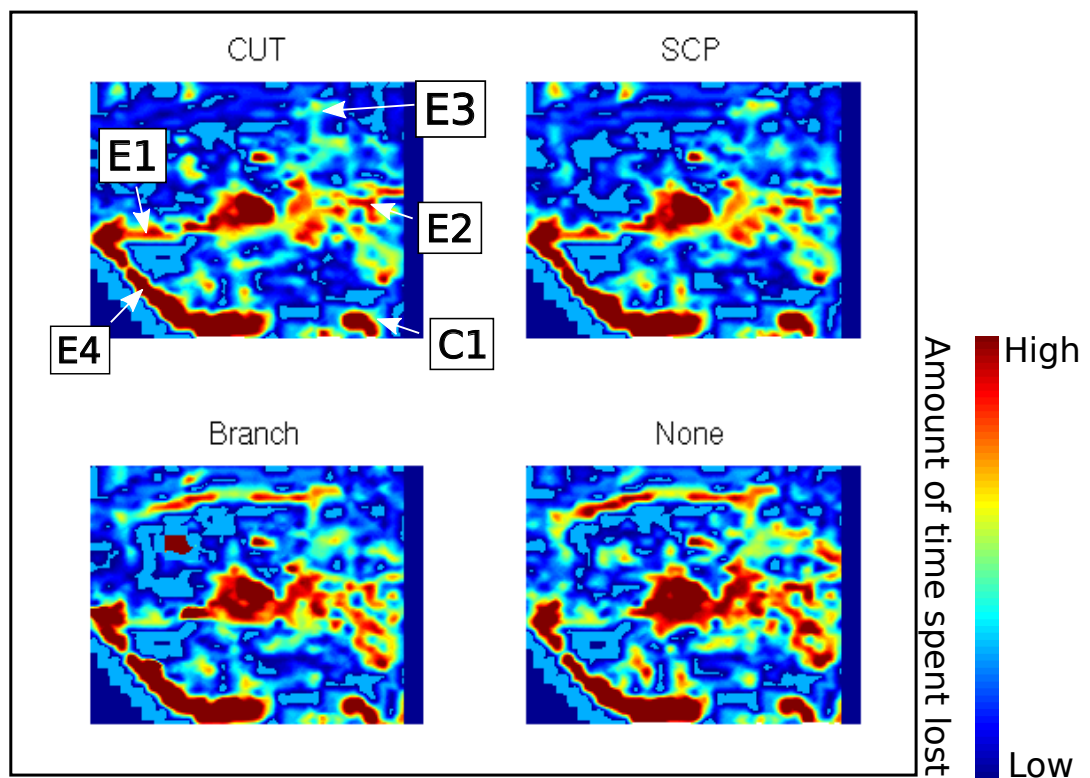 CUT
SCP
E3
E1
E2
E4
C1
Branch
None
Amount of time spent lost
High
Low